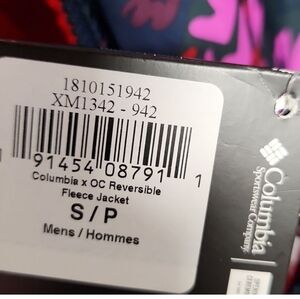 1810151942
XM1342 - 942
91454 08791 1
Columbia x OC Reversible
Fleece Jacket
S / P
Mens / Hommes
Columbia
Sportswear Company